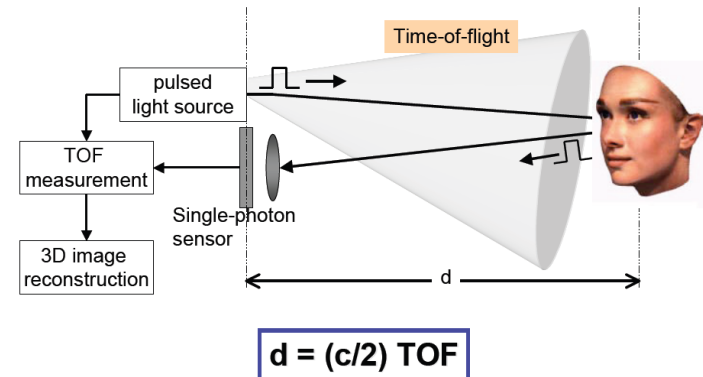 Time-of-flight
pulsed
light source
TOF
measurement
Single-photon
sensor
3D image
reconstruction
d
d = (c/2) TOF